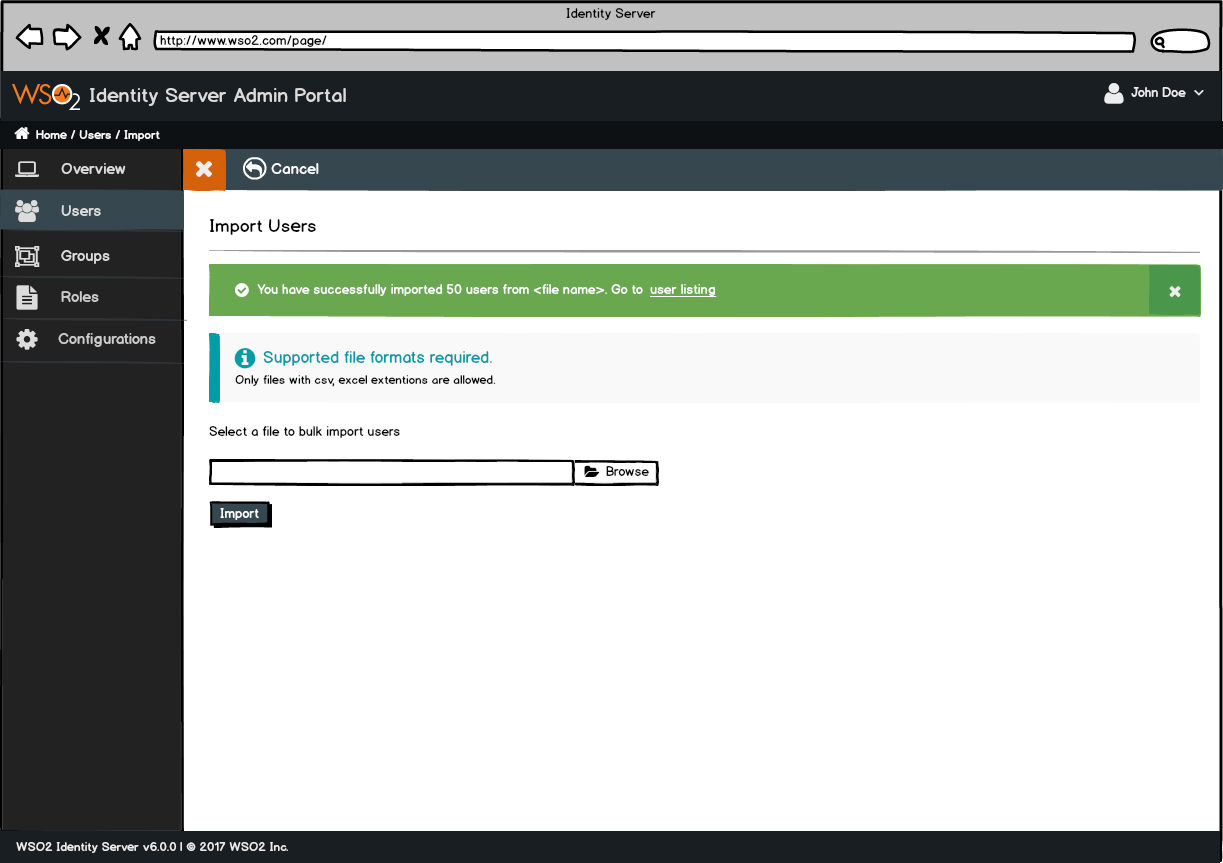 Identity Server
http://www.wso2.com/page/
WSO2 Identity Server Admin Portal
John Doe
Home / Users / Import
Overview
Cancel
Users
Groups
Roles
Configurations
Import Users
You have successfully imported 50 users from <file name>. Go to user listing
Supported file formats required.
Only files with csv, excel extentions are allowed.
Select a file to bulk import users
Browse
Import
WSO2 Identity Server v6.0.0 | © 2017 WSO2 Inc.